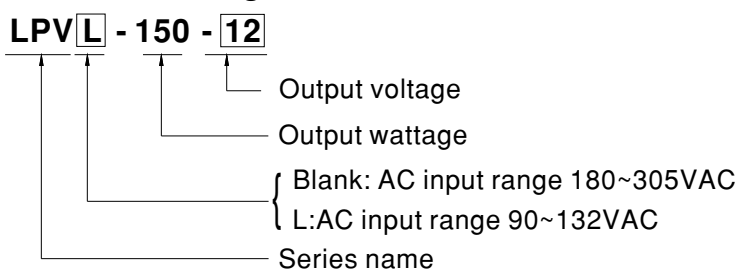 LPVL - 150 - 12
Output voltage
Output wattage
Blank: AC input range 180~305VAC
L:AC input range 90~132VAC
Series name